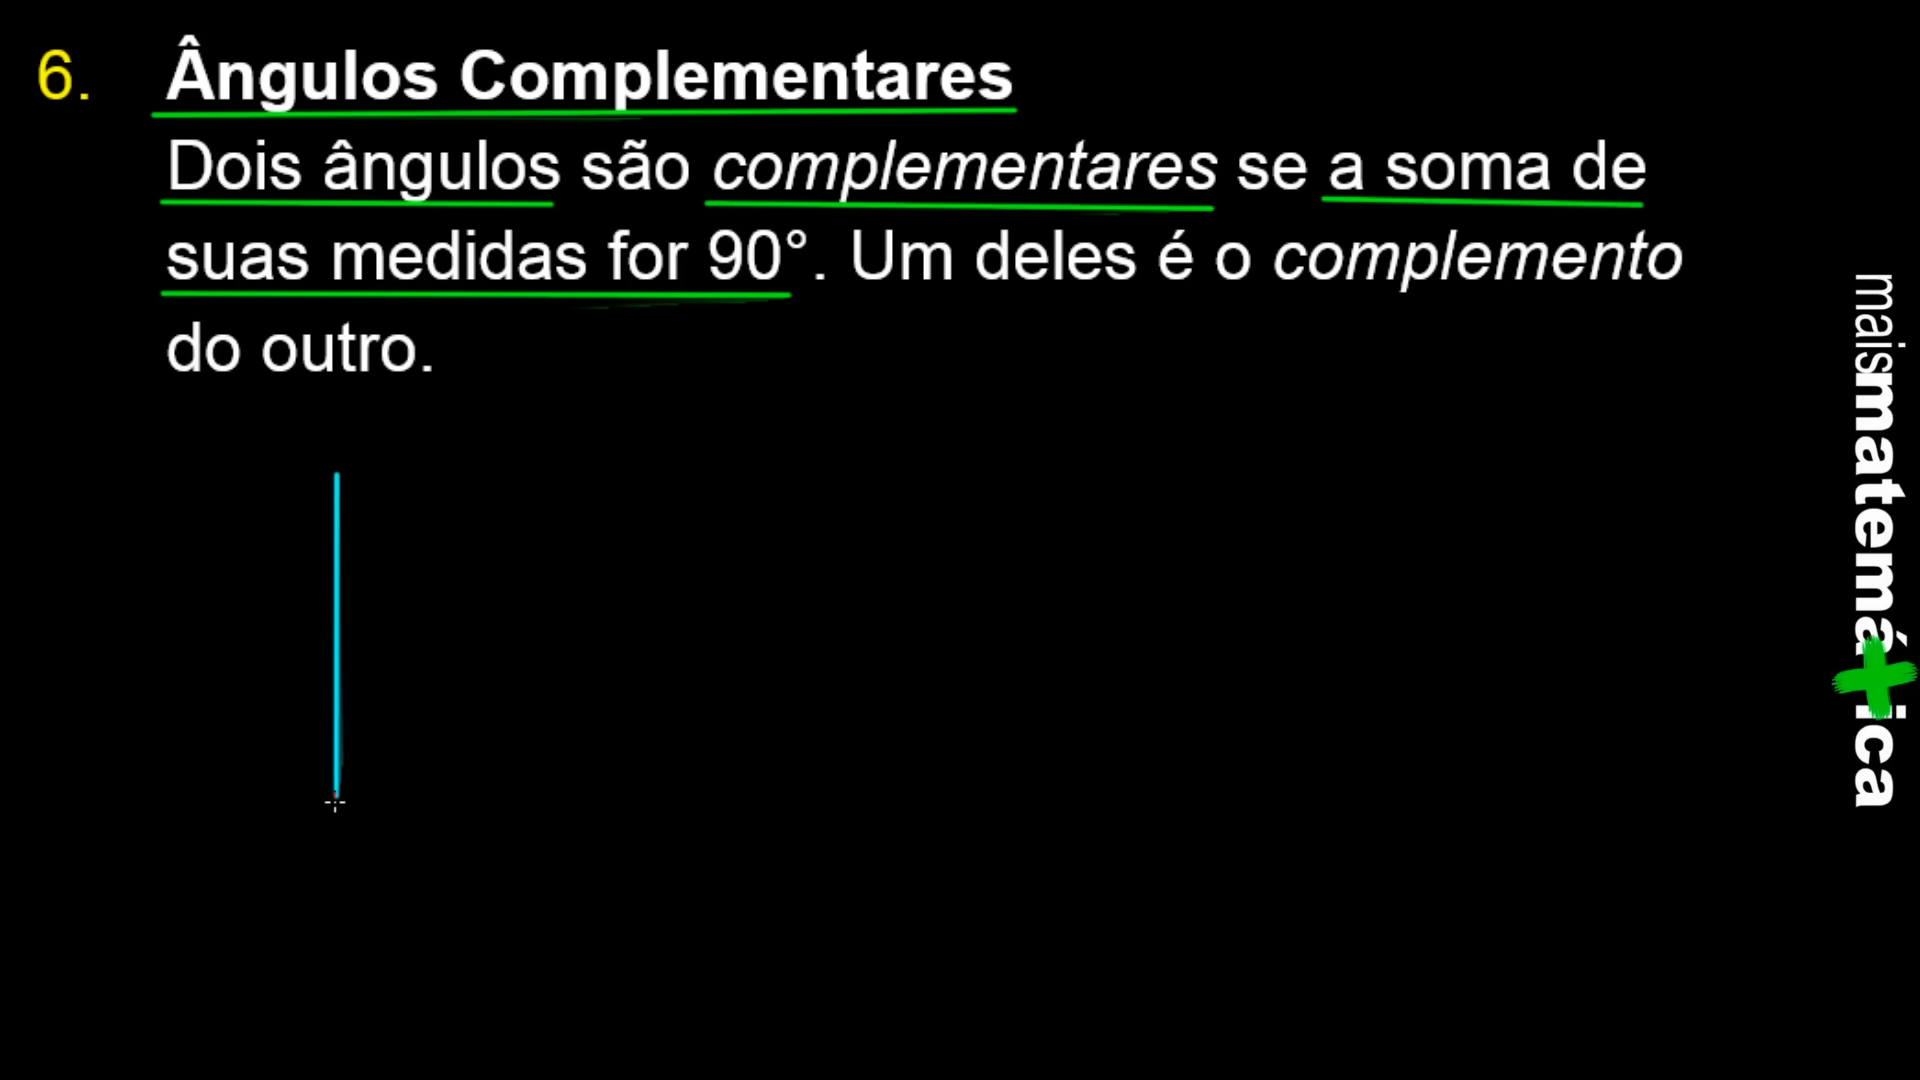 6. Ângulos Complementares
Dois ângulos são complementares se a soma de
suas medidas for 90°. Um deles é o complemento
do outro.
maismatemática